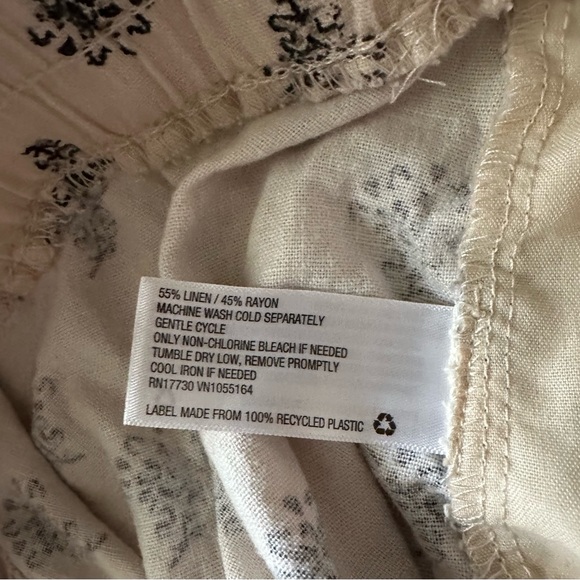 55% LINEN / 45% RAYON
MACHINE WASH COLD SEPARATELY
GENTLE CYCLE
ONLY NON-CHLORINE BLEACH IF NEEDED
TUMBLE DRY LOW, REMOVE PROMPTLY
COOL IRON IF NEEDED
RN17730 VN1055164
LABEL MADE FROM 100% RECYCLED PLASTIC